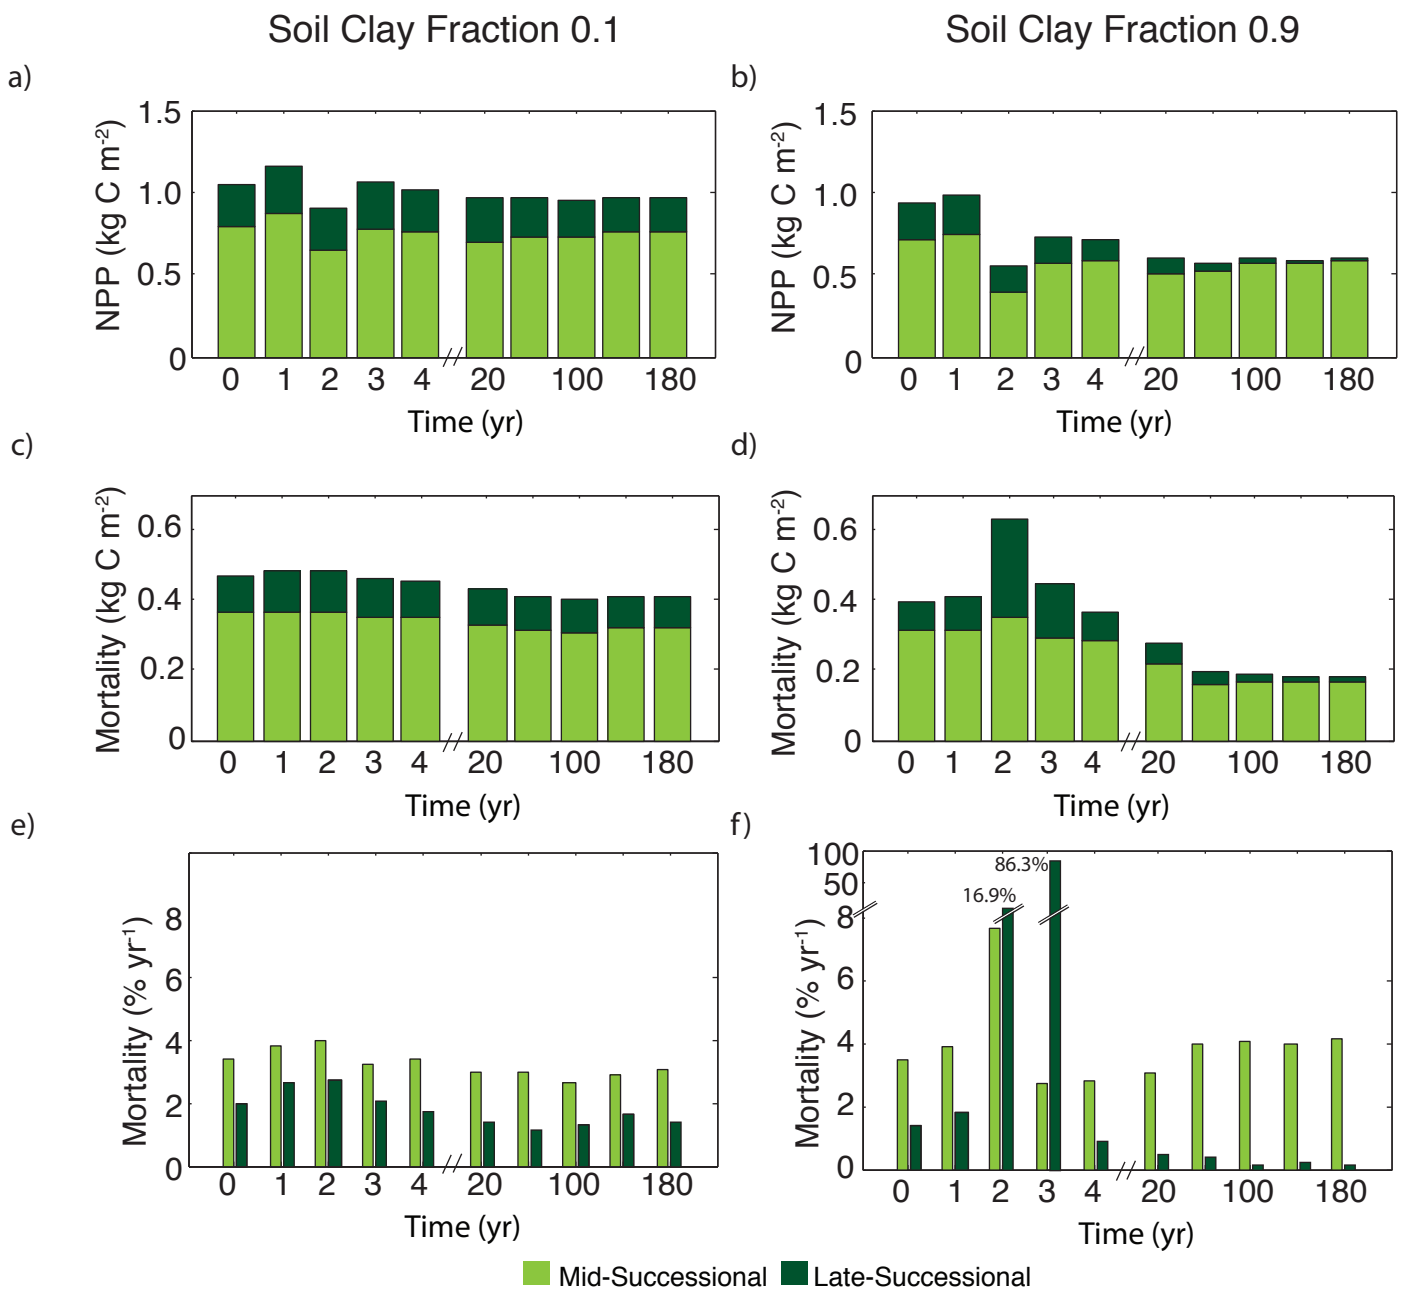 Soil Clay Fraction 0.1
Soil Clay Fraction 0.9
a)
NPP (kg C m-2)
1.5
1.0
0.5
0
0 1 2 3 4 20 100 180
Time (yr)
b)
NPP (kg C m-2)
1.5
1.0
0.5
0
0 1 2 3 4 20 100 180
Time (yr)
c)
Mortality (kg C m-2)
0.6
0.4
0.2
0
0 1 2 3 4 20 100 180
Time (yr)
d)
Mortality (kg C m-2)
0.6
0.4
0.2
0
0 1 2 3 4 20 100 180
Time (yr)
e)
Mortality (% yr-1)
8
6
4
2
0
0 1 2 3 4 20 100 180
Time (yr)
f)
Mortality (% yr-1)
100
50
8
6
4
2
0
86.3%
16.9%
0 1 2 3 4 20 100 180
Time (yr)
Mid-Successional
Late-Successional